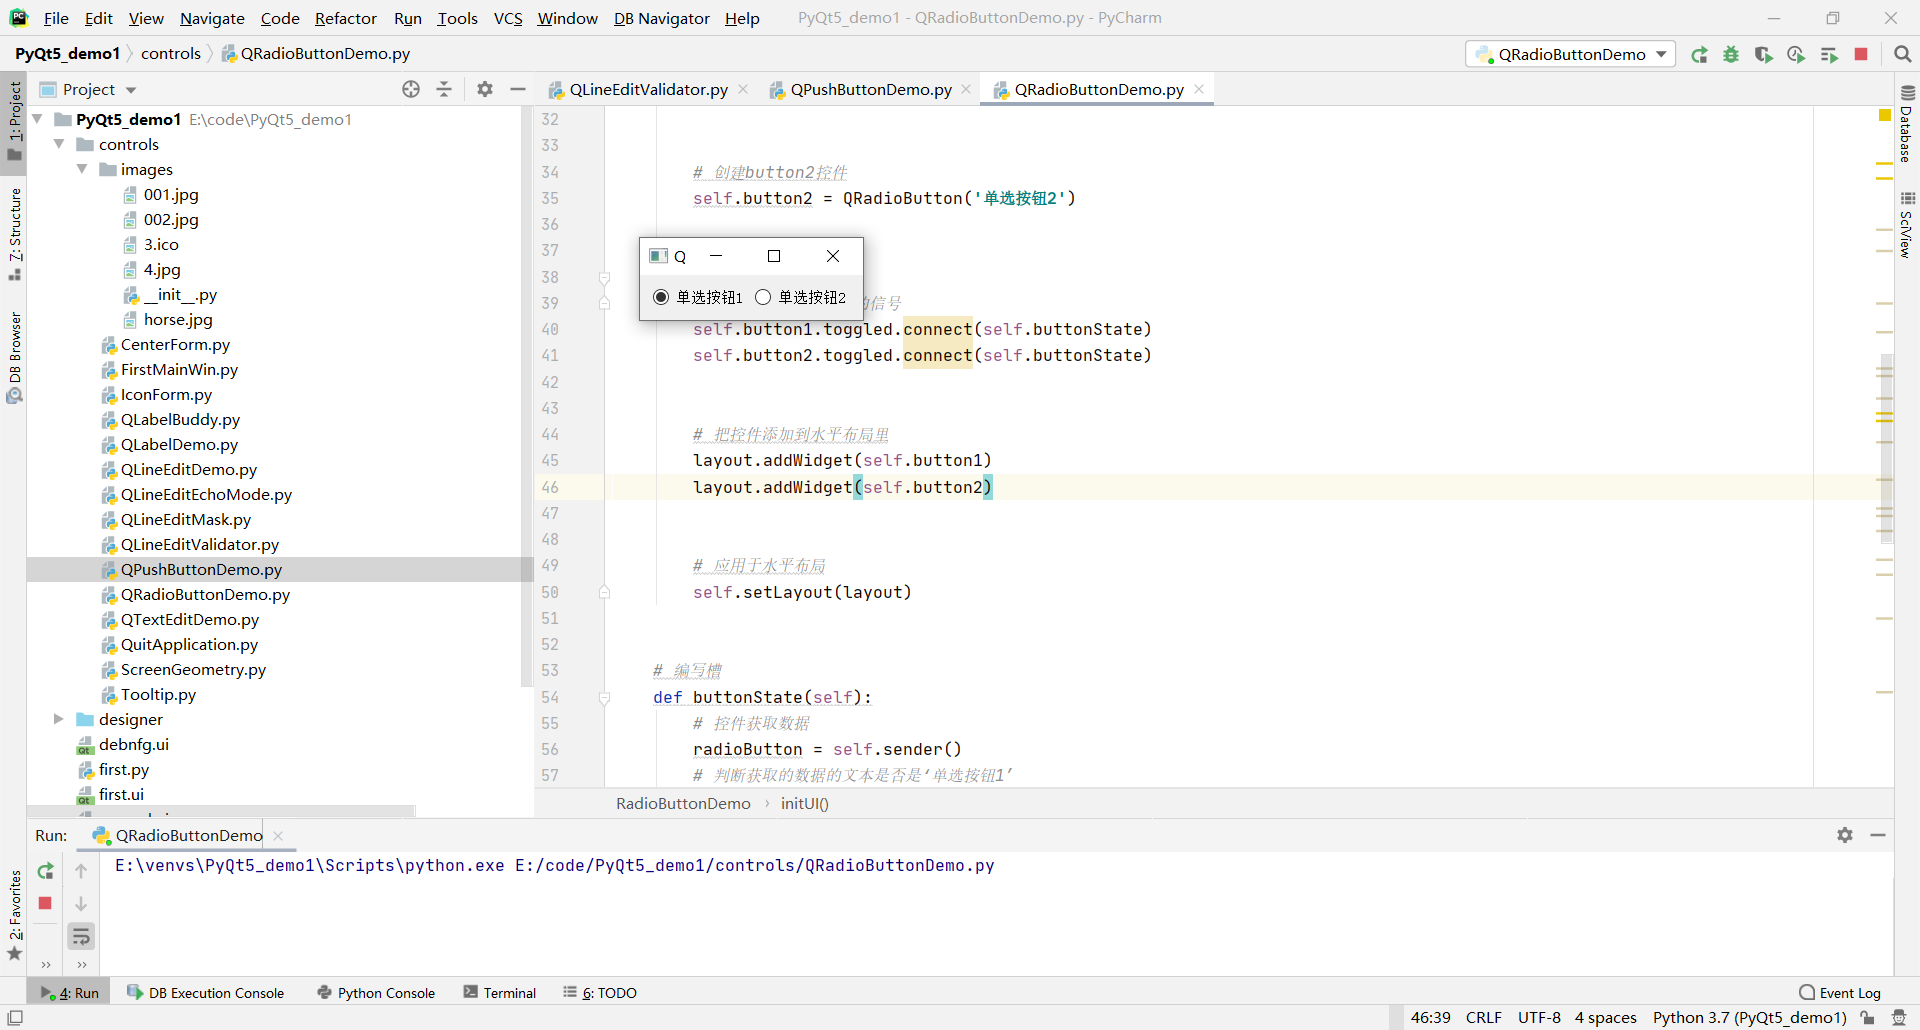 File Edit View Navigate Code Refactor Run Tools VCS Window DB Navigator Help PyQt5_demo1 - QRadioButtonDemo.py - PyCharm
PyQt5_demo1 controls QRadioButtonDemo.py QRadioButtonDemo
1: Project
7: Structure
DB Browser
2: Favorites
Project
PyQt5_demo1 E:\code\PyQt5_demo1
controls
images
001.jpg
002.jpg
3.ico
4.jpg
__init__.py
horse.jpg
CenterForm.py
FirstMainWin.py
IconForm.py
QLabelBuddy.py
QLabelDemo.py
QLineEditDemo.py
QLineEditEchoMode.py
QLineEditMask.py
QLineEditValidator.py
QPushButtonDemo.py
QRadioButtonDemo.py
QTextEditDemo.py
QuitApplication.py
ScreenGeometry.py
Tooltip.py
designer
debnfg.ui
first.py
first.ui
QLineEditValidator.py QPushButtonDemo.py QRadioButtonDemo.py
32
33
34 # 创建button2控件
35 self.button2 = QRadioButton('单选按钮2')
36
37
38
39 的信号
40 self.button1.toggled.connect(self.buttonState)
41 self.button2.toggled.connect(self.buttonState)
42
43
44 # 把控件添加到水平布局里
45 layout.addWidget(self.button1)
46 layout.addWidget(self.button2)
47
48
49 # 应用于水平布局
50 self.setLayout(layout)
51
52
53 # 编写槽
54 def buttonState(self):
55 # 控件获取数据
56 radioButton = self.sender()
57 # 判断获取的数据的文本是否是‘单选按钮1’
Q
单选按钮1 单选按钮2
RadioButtonDemo › initUI()
Database
SciView
Run: QRadioButtonDemo
E:\venvs\PyQt5_demo1\Scripts\python.exe E:/code/PyQt5_demo1/controls/QRadioButtonDemo.py
4: Run DB Execution Console Python Console Terminal 6: TODO Event Log
46:39 CRLF UTF-8 4 spaces Python 3.7 (PyQt5_demo1)